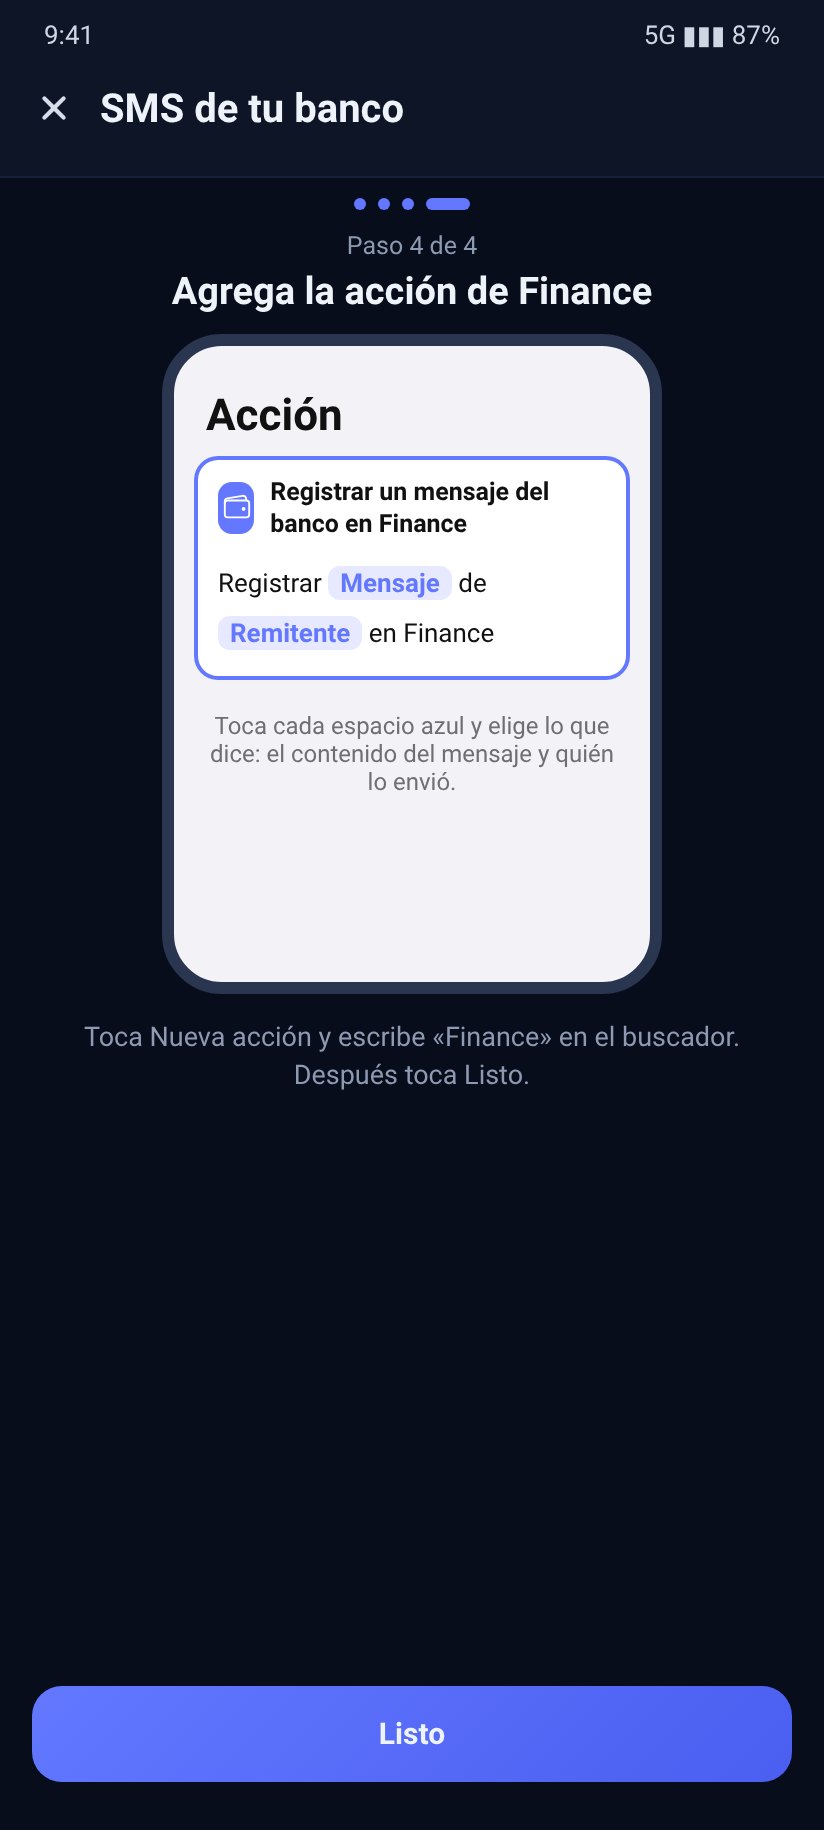 9:41
5G 87%
SMS de tu banco
Paso 4 de 4
Agrega la acción de Finance
Acción
Registrar un mensaje del
banco en Finance
Registrar Mensaje de
Remitente en Finance
Toca cada espacio azul y elige lo que
dice: el contenido del mensaje y quién
lo envió.
Toca Nueva acción y escribe «Finance» en el buscador.
Después toca Listo.
Listo